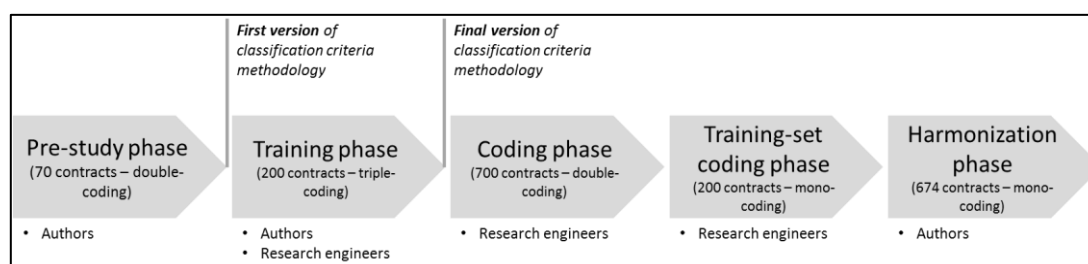 First version of
classification criteria
methodology
Final version of
classification criteria
methodology
Pre-study phase
(70 contracts – double-
coding)
Training phase
(200 contracts – triple-
coding)
Coding phase
(700 contracts – double-
coding)
Training-set
coding phase
(200 contracts – mono-
coding)
Harmonization
phase
(674 contracts – mono-
coding)
• Authors
• Authors
• Research engineers
• Research engineers
• Research engineers
• Authors